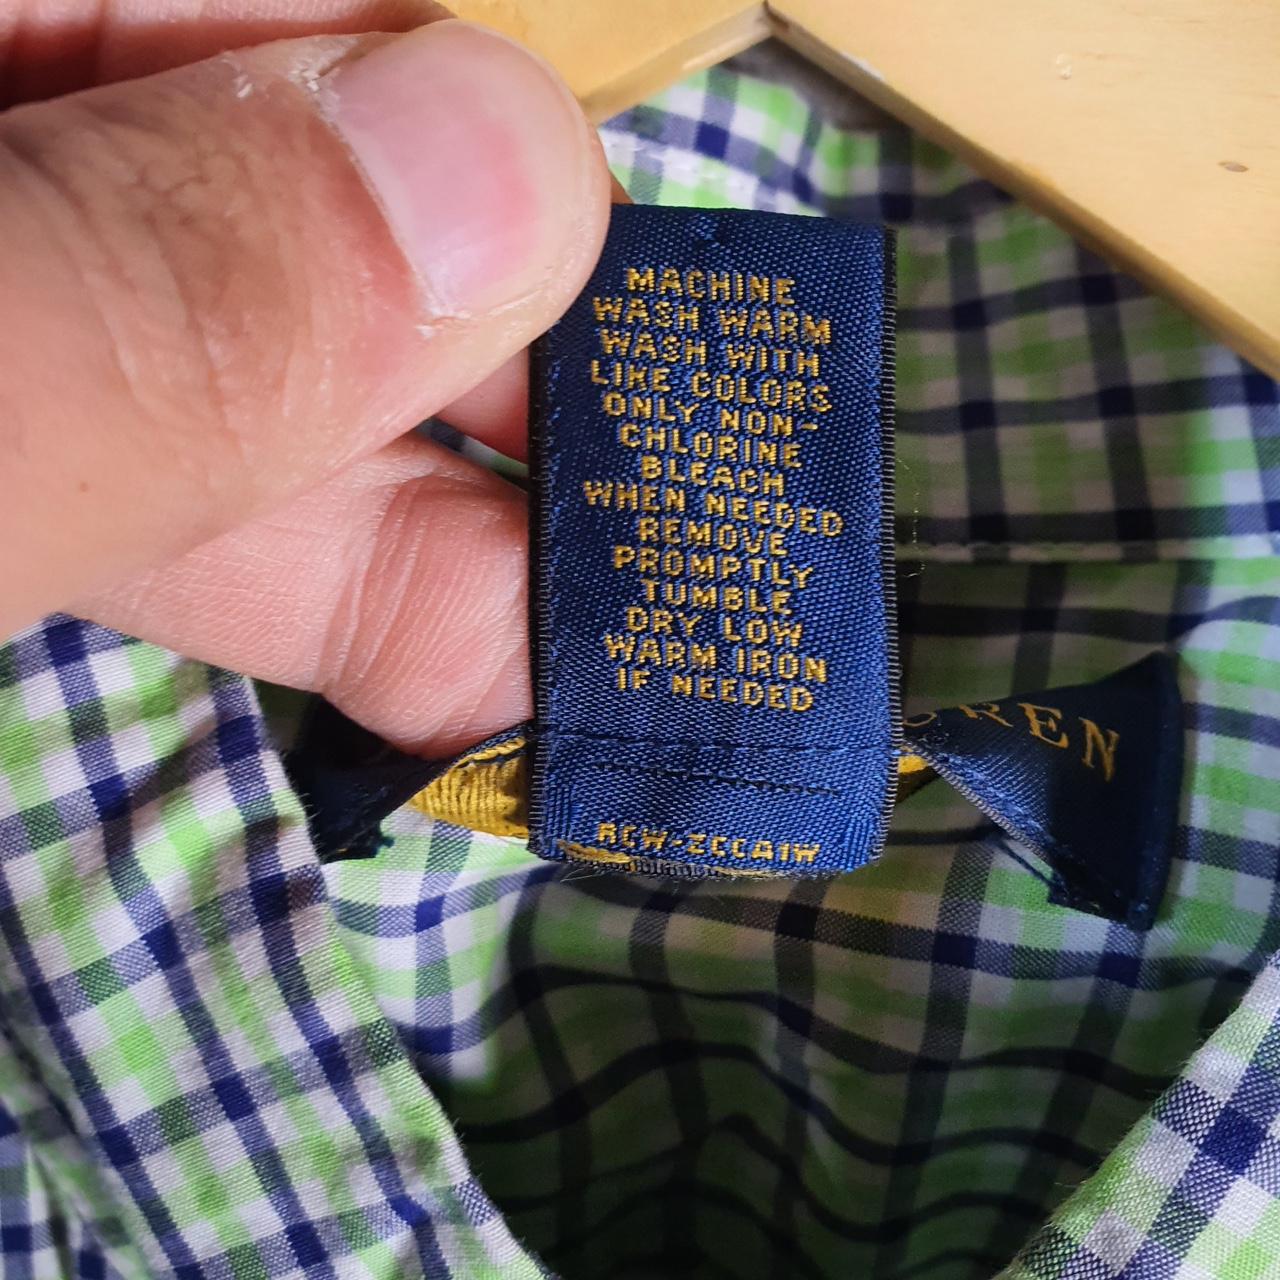 MACHINE
WASH WARM
WASH WITH
LIKE COLORS
ONLY NON-
CHLORINE
BLEACH
WHEN NEEDED
REMOVE
PROMPTLY
TUMBLE
DRY LOW
WARM IRON
IF NEEDED
REN
RCW-ZCCA1W